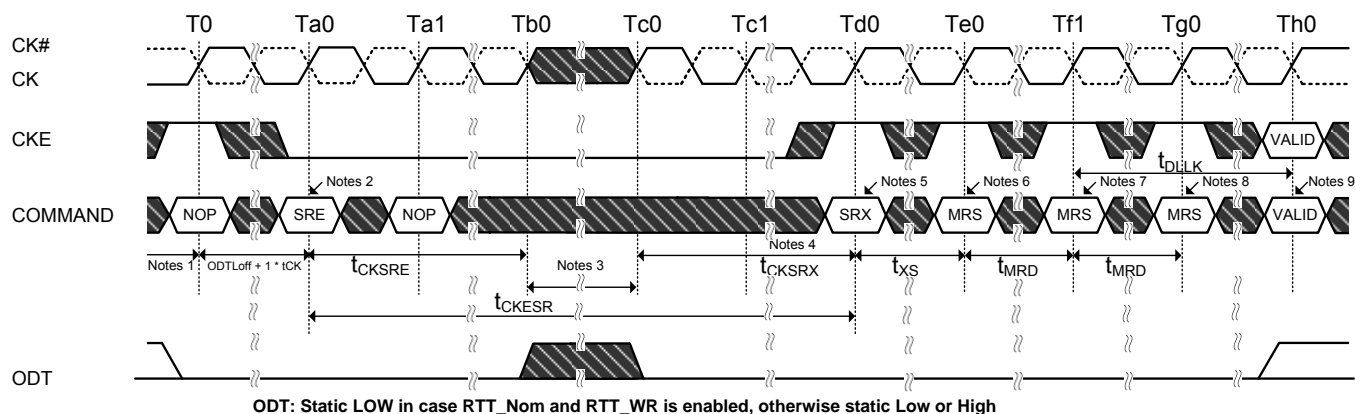 T0 Ta0 Ta1 Tb0 Tc0 Tc1 Td0 Te0 Tf1 Tg0 Th0
CK#
CK
CKE
VALID
tDLLK
Notes 2 Notes 5 Notes 6 Notes 7 Notes 8 Notes 9
COMMAND NOP SRE NOP SRX MRS MRS MRS VALID
Notes 1 ODTLoff + 1 * tCK tCKSRE Notes 3 Notes 4 tCKSRX tXS tMRD tMRD
tCKESR
ODT
ODT: Static LOW in case RTT_Nom and RTT_WR is enabled, otherwise static Low or High